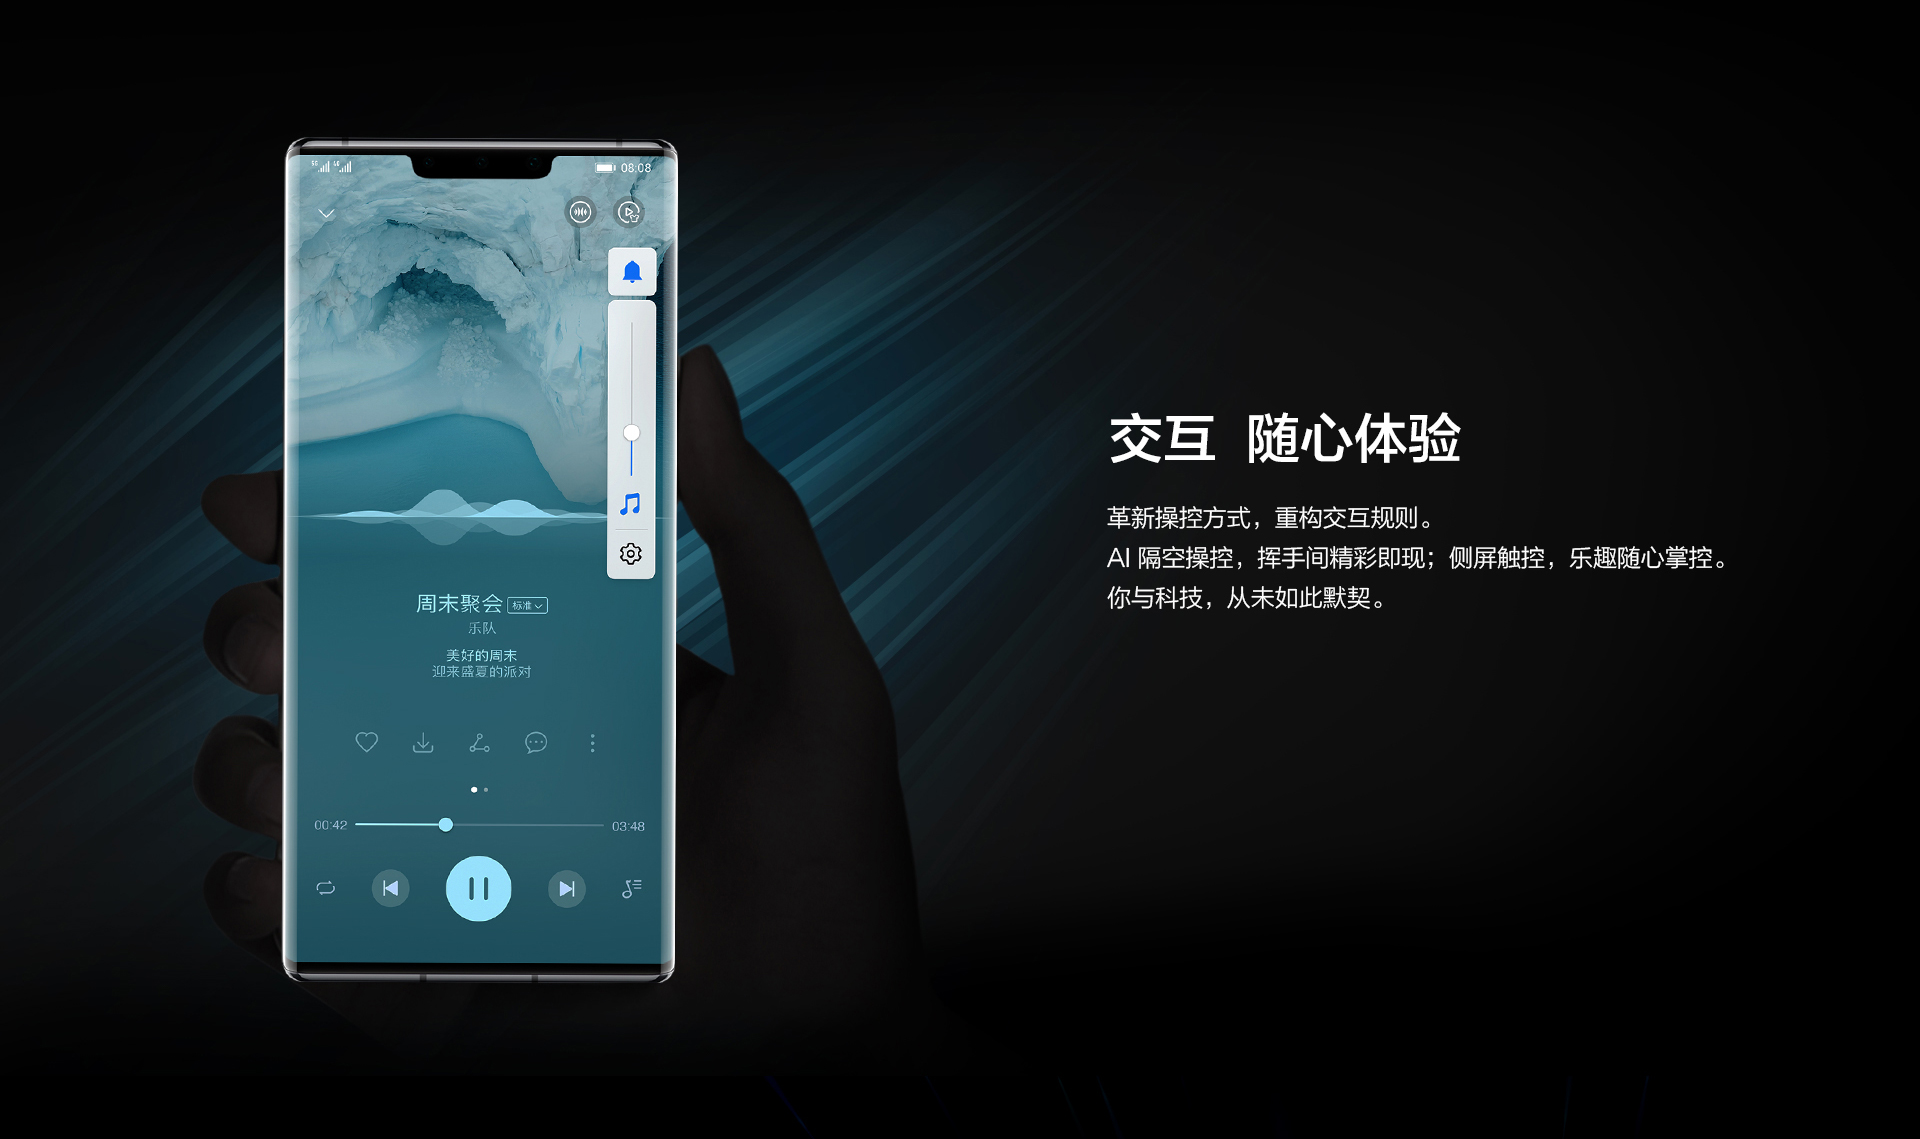 5G 4G 08:08
周末聚会 标准
乐队
美好的周末
迎来盛夏的派对
00:42 03:48
交互 随心体验
革新操控方式，重构交互规则。
AI 隔空操控，挥手间精彩即现；侧屏触控，乐趣随心掌控。
你与科技，从未如此默契。